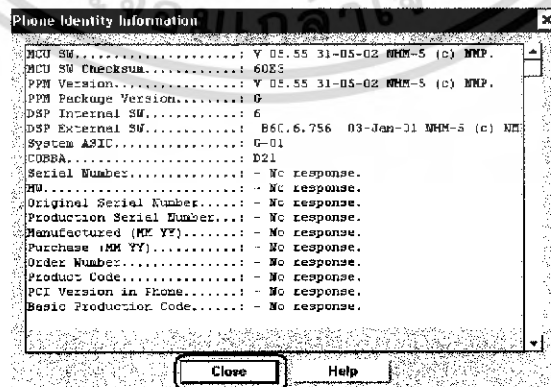 Phone Identity Information
MCU SW....................: V 05.55 31-05-02 NHM-5 (c) NMP.
MCU SW Checksum...........: 60E3
PPM Version...............: V 05.55 31-05-02 NHM-5 (c) NMP.
PPM Package Version.......: G
DSP Internal SW...........: 6
DSP External SW...........: B60.6.756 03-Jan-01 NHM-5 (c) NM
System ASIC...............: G-01
COBBA.....................: D21
Serial Number.............: - No response.
HW........................: - No response.
Original Serial Number....: - No response.
Production Serial Number..: - No response.
Manufactured (MM YY)......: - No response.
Purchase (MM YY)..........: - No response.
Order Number..............: - No response.
Product Code..............: - No response.
PCI Version in Phone......: - No response.
Basic Production Code.....: - No response.
Close Help